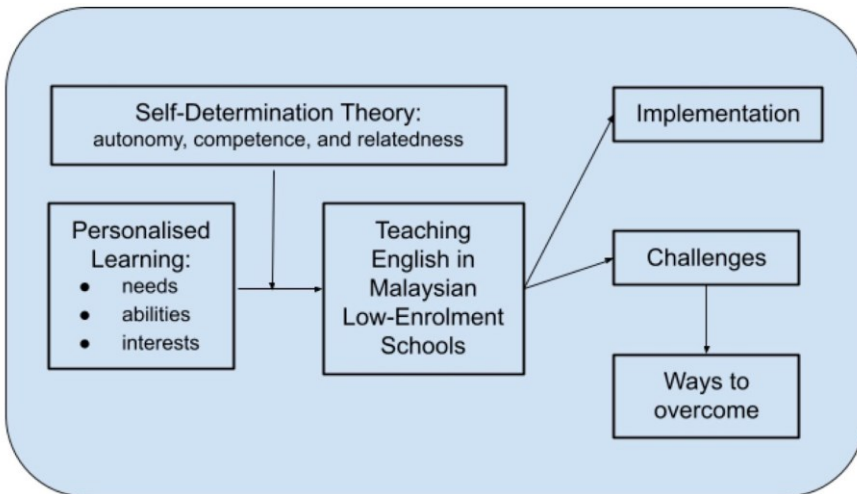 Self-Determination Theory:
autonomy, competence, and relatedness
Personalised
Learning:
● needs
● abilities
● interests
Teaching
English in
Malaysian
Low-Enrolment
Schools
Implementation
Challenges
Ways to
overcome